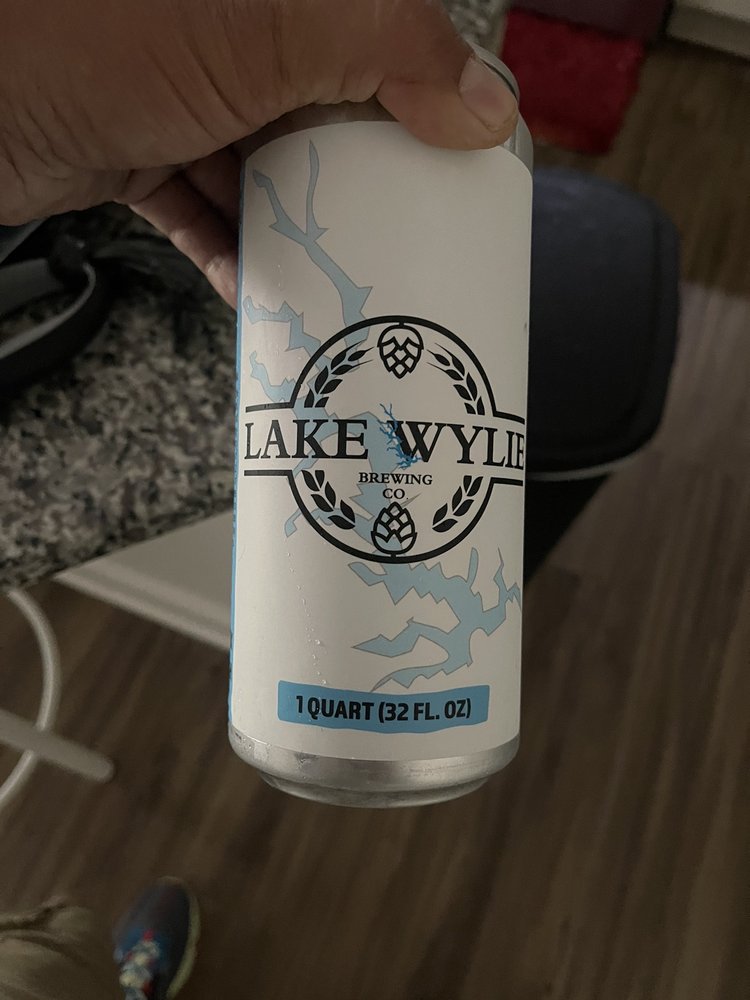 LAKE WYLIE
BREWING
CO.
1 QUART (32 FL. OZ)